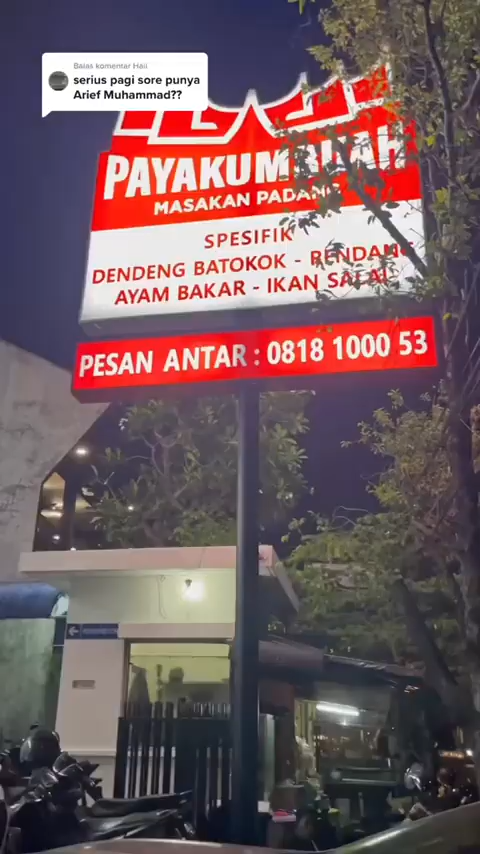 Balas komentar Haii
serius pagi sore punya
Arief Muhammad??
PAYAKUMBUAH
MASAKAN PADANG
SPESIFIK
DENDENG BATOKOK - RENDANG
AYAM BAKAR - IKAN SALAI
PESAN ANTAR : 0818 1000 53